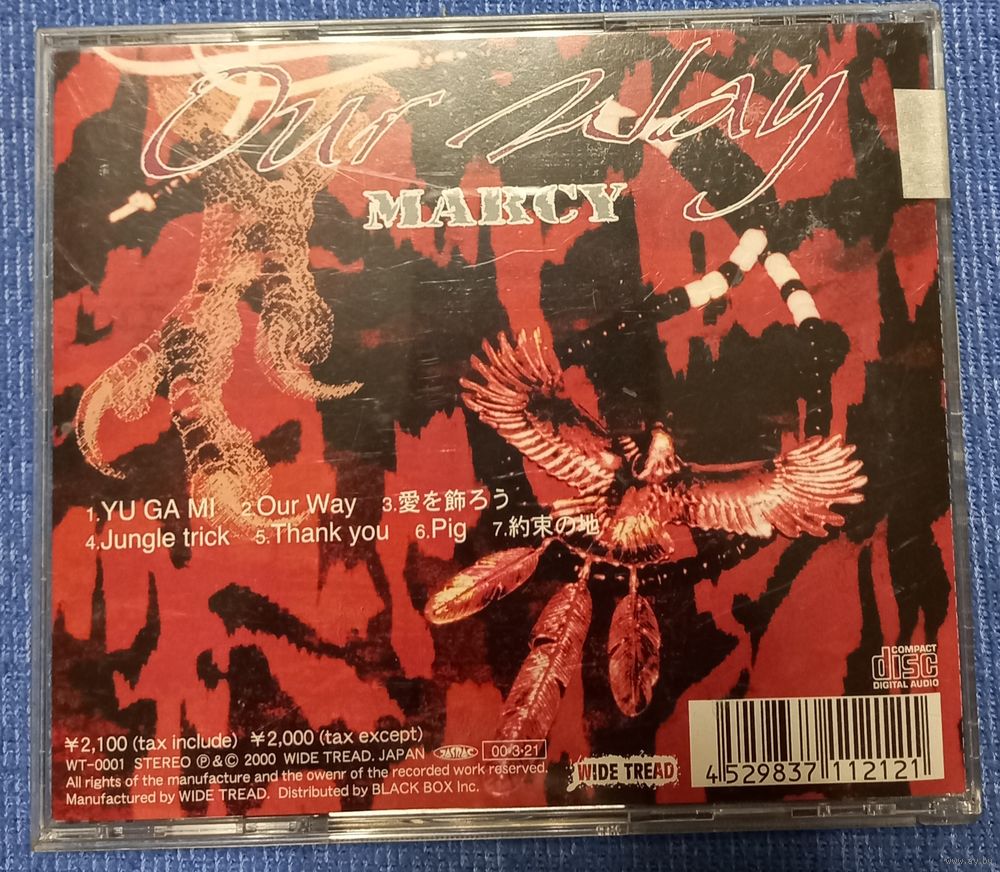 Our Way
MARCY
1.YU GA MI 2.Our Way 3.愛を飾ろう
4.Jungle trick 5.Thank you 6.Pig 7.約束の地
COMPACT
disc
DIGITAL AUDIO
¥2,100 (tax include) ¥2,000 (tax except)
WT-0001 STEREO Ⓟ&© 2000 WIDE TREAD. JAPAN JASRAC 00·3·21
All rights of the manufacture and the owenr of the recorded work reserved.
Manufactured by WIDE TREAD. Distributed by BLACK BOX Inc.
WIDE TREAD
4 529837 112121
www.ay.by